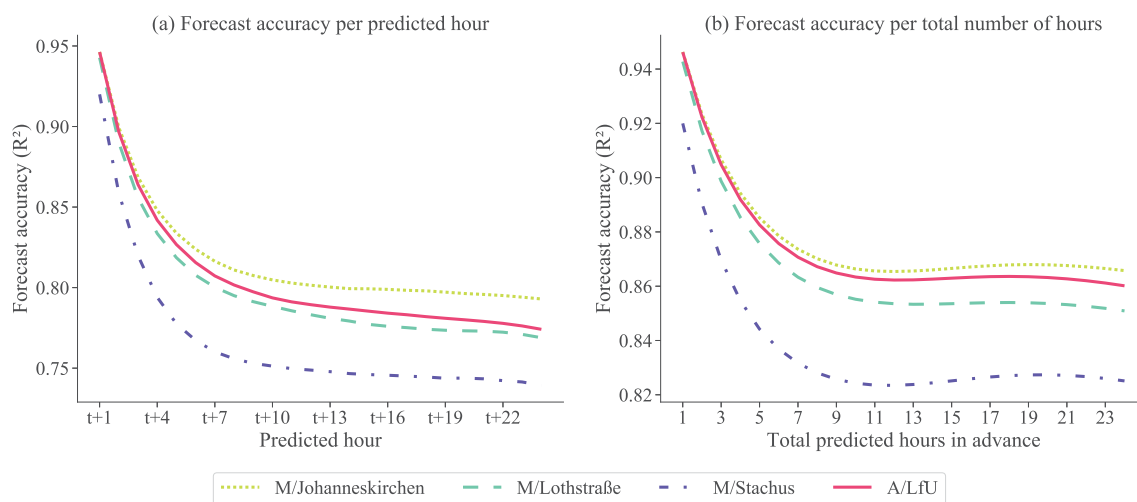 (a) Forecast accuracy per predicted hour
Forecast accuracy (R²)
0.95
0.90
0.85
0.80
0.75
t+1 t+4 t+7 t+10 t+13 t+16 t+19 t+22
Predicted hour
(b) Forecast accuracy per total number of hours
Forecast accuracy (R²)
0.94
0.92
0.90
0.88
0.86
0.84
0.82
1 3 5 7 9 11 13 15 17 19 21 23
Total predicted hours in advance
M/Johanneskirchen M/Lothstraße M/Stachus A/LfU